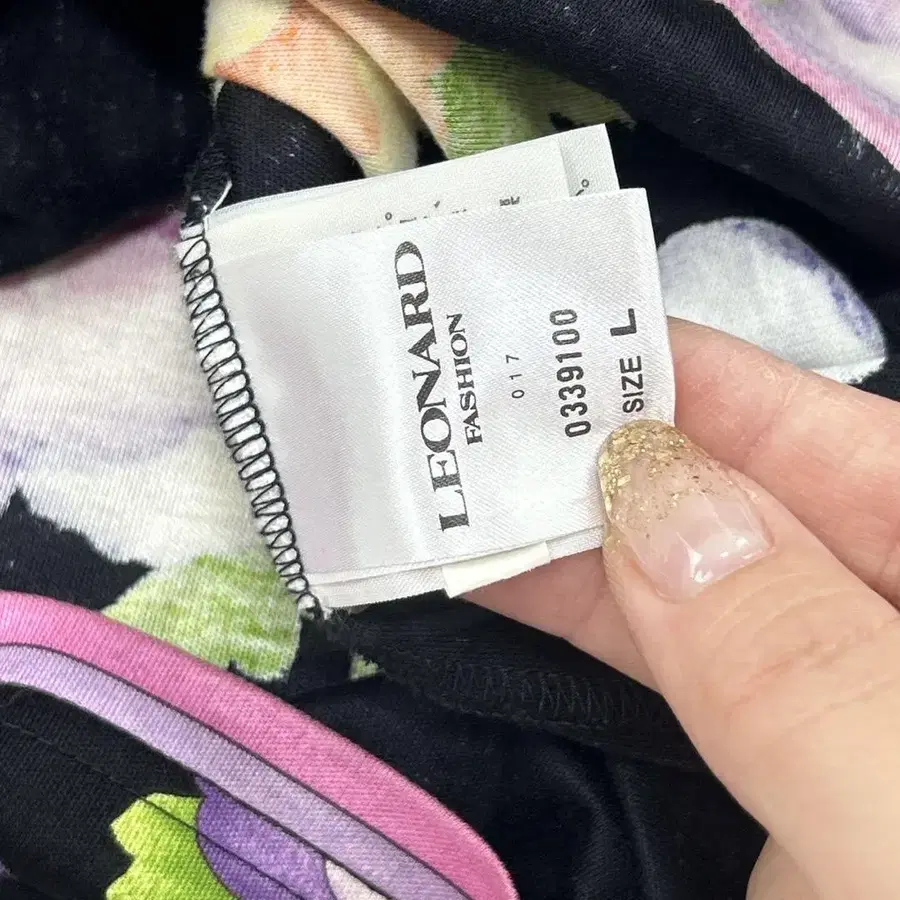 LEONARD
FASHION
017
0339100
SIZE L